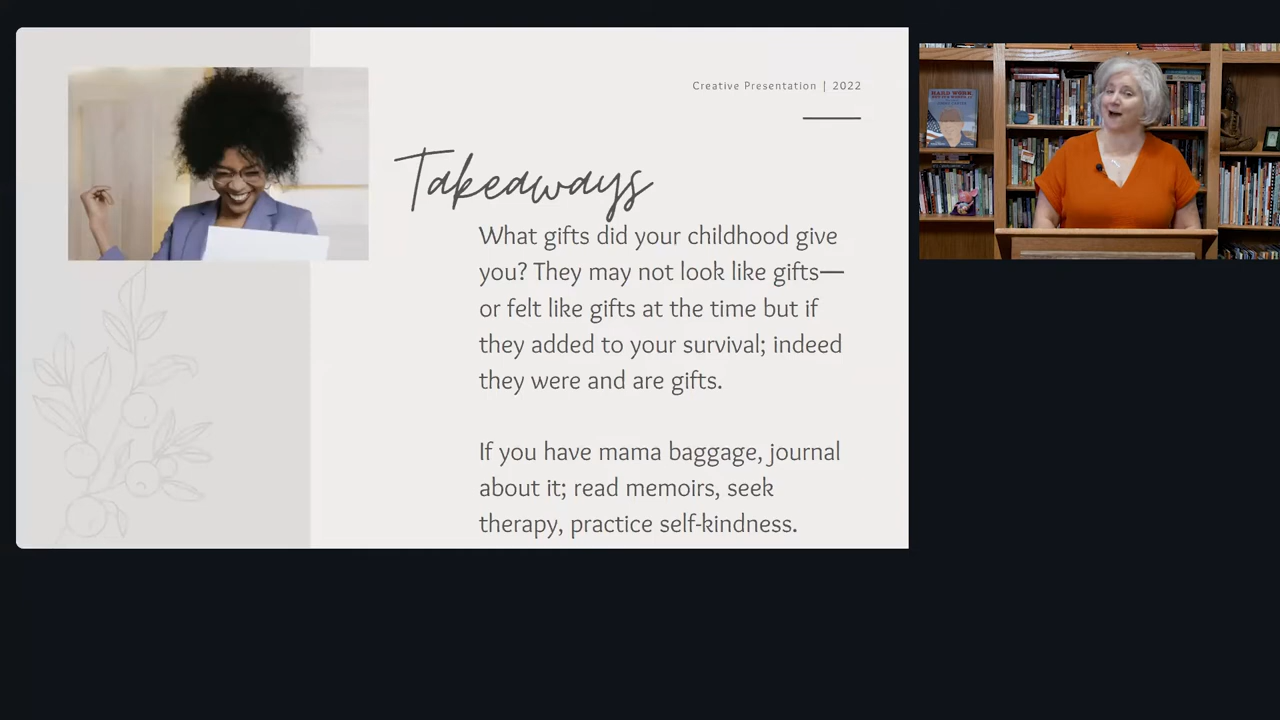 Creative Presentation | 2022
Takeaways
What gifts did your childhood give
you? They may not look like gifts—
or felt like gifts at the time but if
they added to your survival; indeed
they were and are gifts.
If you have mama baggage, journal
about it; read memoirs, seek
therapy, practice self-kindness.
HARD WORK